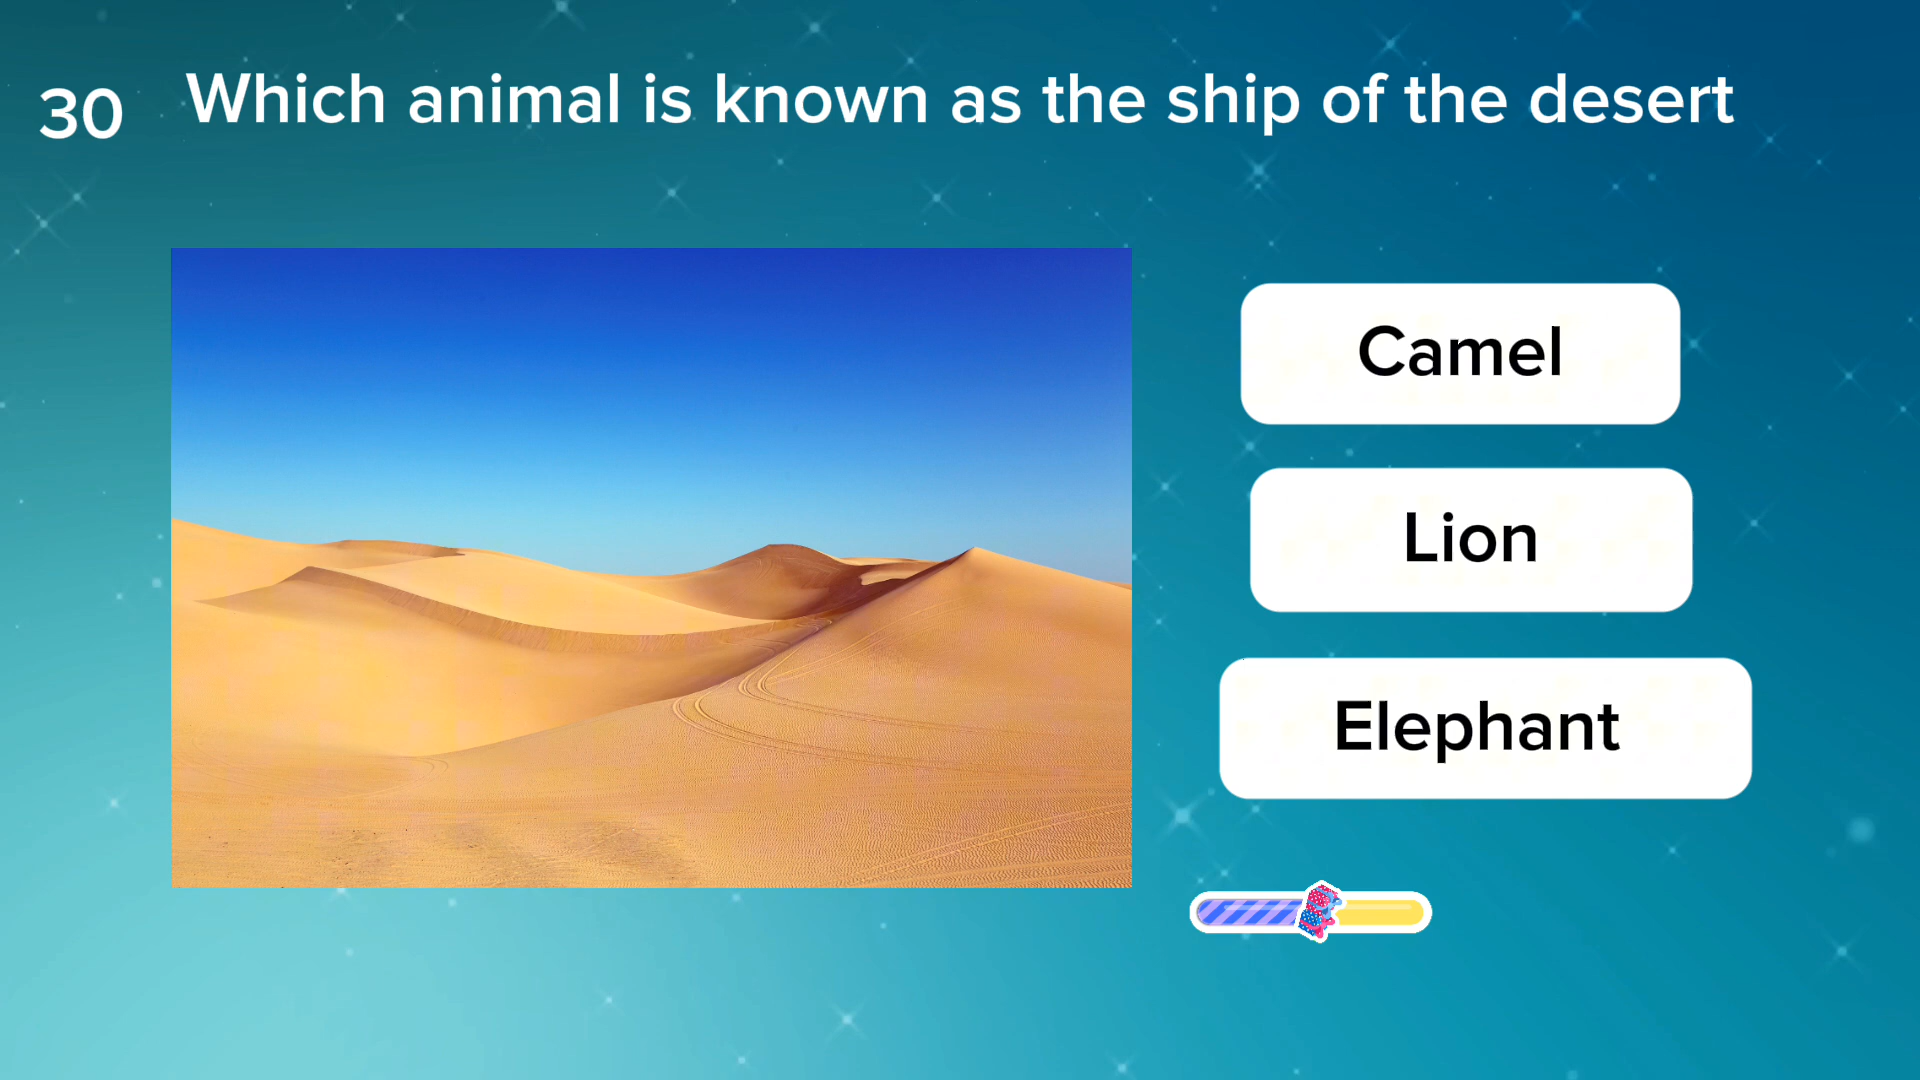 30
Which animal is known as the ship of the desert
Camel
Lion
Elephant